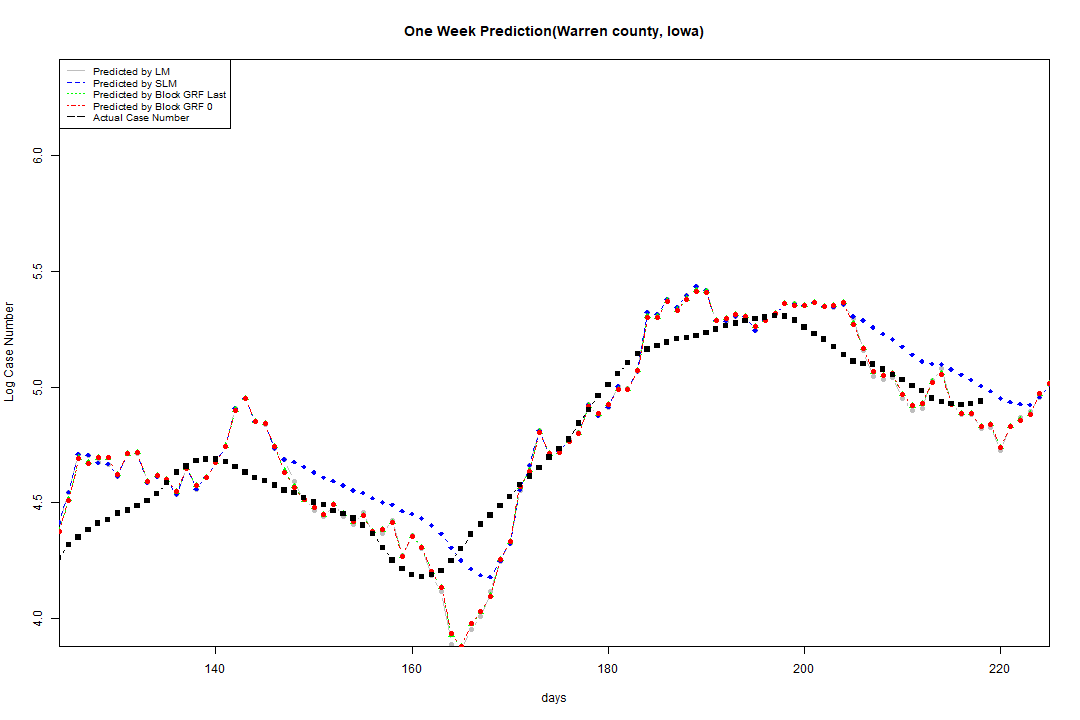 One Week Prediction(Warren county, Iowa)
Predicted by LM
Predicted by SLM
Predicted by Block GRF Last
Predicted by Block GRF 0
Actual Case Number
Log Case Number
6.0
5.5
5.0
4.5
4.0
140 160 180 200 220
days